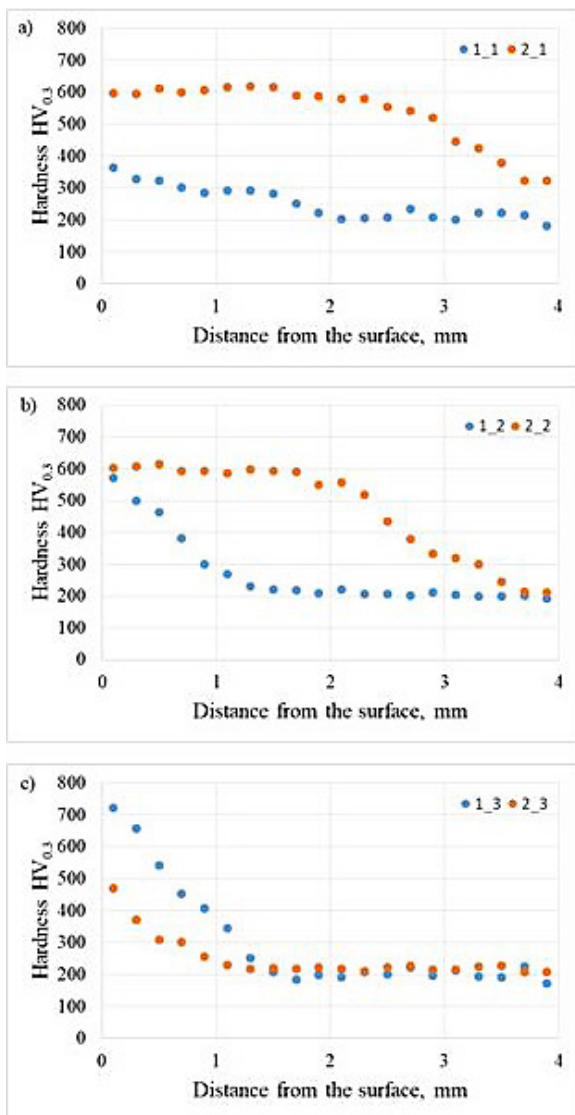 a)
800
1_1 2_1
700
600
500
400
300
200
100
0
Hardness HV0.3
0 1 2 3 4
Distance from the surface, mm
b)
800
1_2 2_2
700
600
500
400
300
200
100
0
Hardness HV0.3
0 1 2 3 4
Distance from the surface, mm
c)
800
1_3 2_3
700
600
500
400
300
200
100
0
Hardness HV0.3
0 1 2 3 4
Distance from the surface, mm